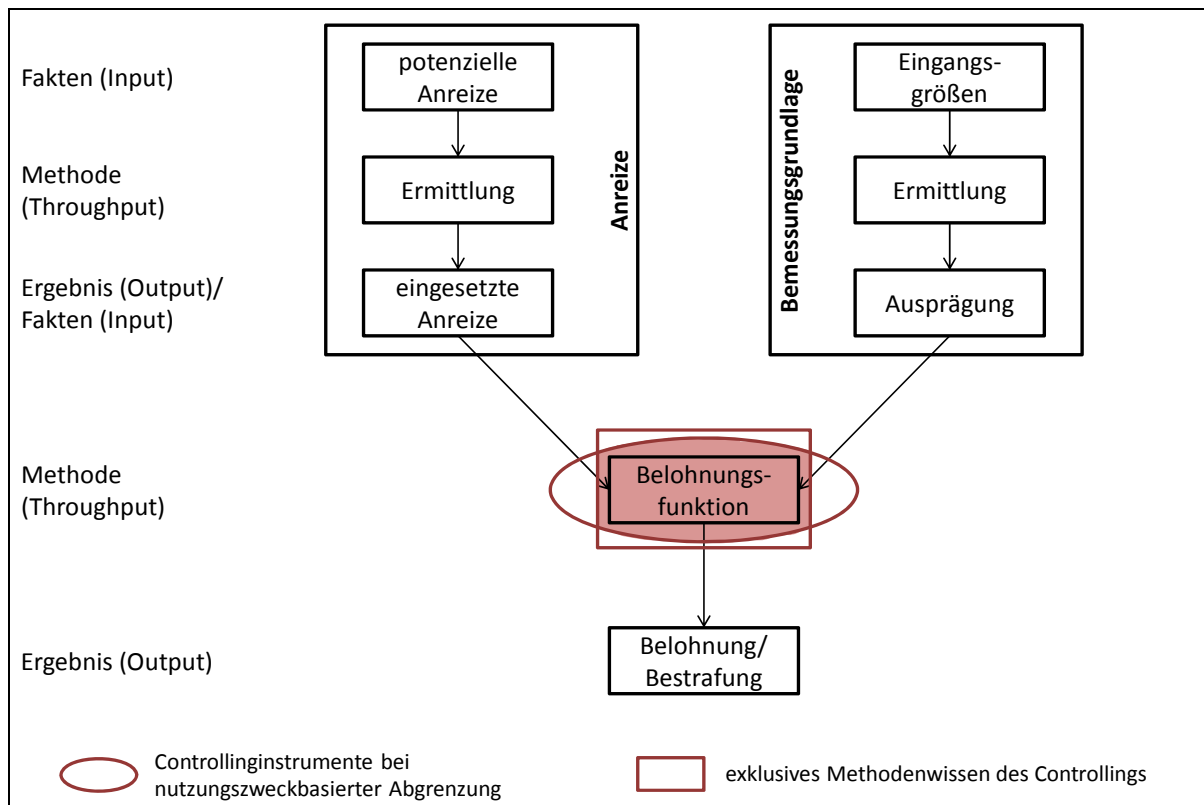 Fakten (Input)
potenzielle
Anreize
Eingangs-
größen
Methode
(Throughput)
Ermittlung
Anreize
Bemessungsgrundlage
Ermittlung
Ergebnis (Output)/
Fakten (Input)
eingesetzte
Anreize
Ausprägung
Methode
(Throughput)
Belohnungs-
funktion
Ergebnis (Output)
Belohnung/
Bestrafung
Controllinginstrumente bei
nutzungszweckbasierter Abgrenzung
exklusives Methodenwissen des Controllings